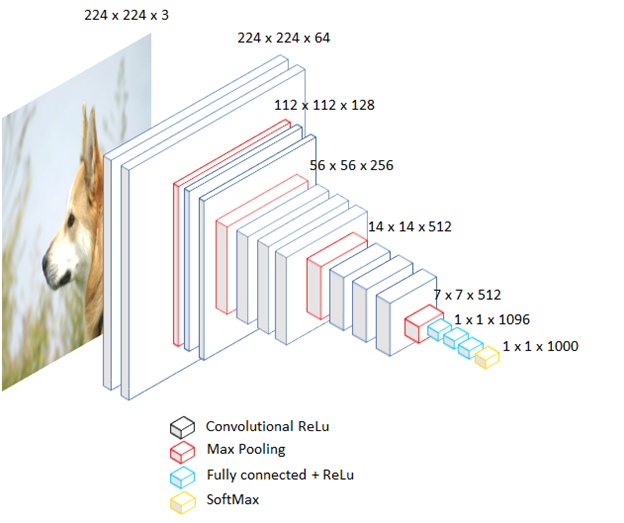 224 x 224 x 3
224 x 224 x 64
112 x 112 x 128
56 x 56 x 256
14 x 14 x 512
7 x 7 x 512
1 x 1 x 1096
1 x 1 x 1000
Convolutional ReLu
Max Pooling
Fully connected + ReLu
SoftMax